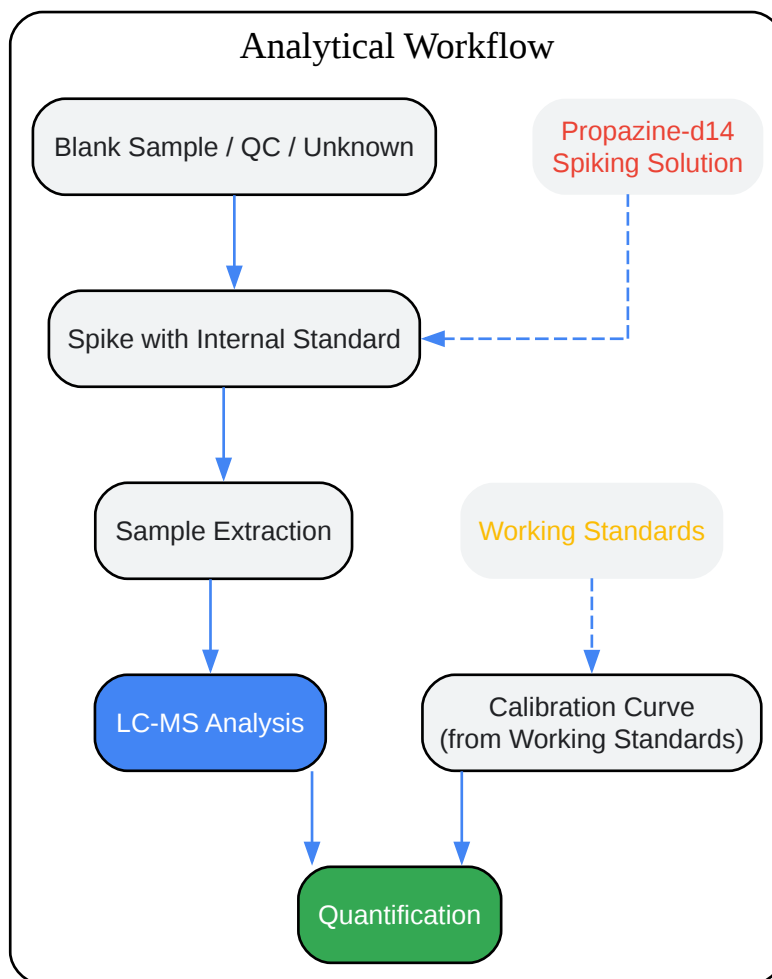 Analytical Workflow
Blank Sample / QC / Unknown
Propazine-d14
Spiking Solution
Spike with Internal Standard
Sample Extraction
Working Standards
LC-MS Analysis
Calibration Curve
(from Working Standards)
Quantification